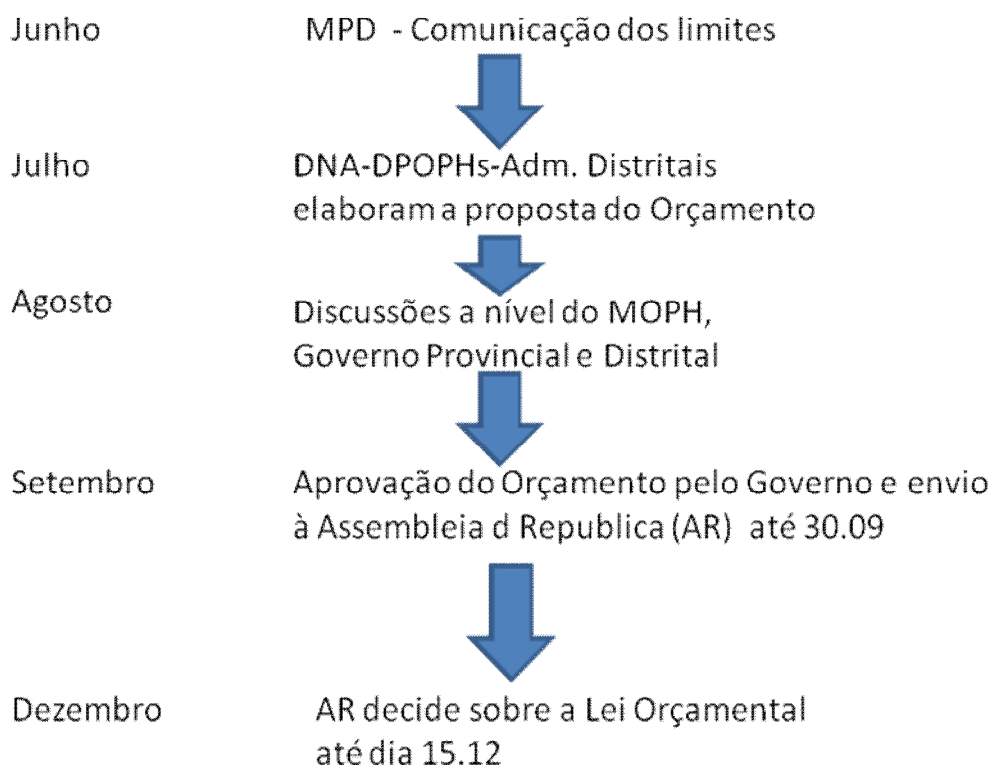 Junho MPD - Comunicação dos limites
Julho DNA-DPOPHs-Adm. Distritais
elaboram a proposta do Orçamento
Agosto Discussões a nível do MOPH,
Governo Provincial e Distrital
Setembro Aprovação do Orçamento pelo Governo e envio
à Assembleia d Republica (AR) até 30.09
Dezembro AR decide sobre a Lei Orçamental
até dia 15.12